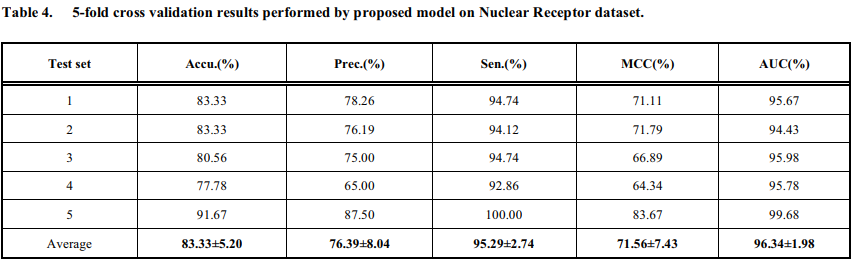 Table 4. 5-fold cross validation results performed by proposed model on Nuclear Receptor dataset.
Test set Accu.(%) Prec.(%) Sen.(%) MCC(%) AUC(%)
1 83.33 78.26 94.74 71.11 95.67
2 83.33 76.19 94.12 71.79 94.43
3 80.56 75.00 94.74 66.89 95.98
4 77.78 65.00 92.86 64.34 95.78
5 91.67 87.50 100.00 83.67 99.68
Average 83.33±5.20 76.39±8.04 95.29±2.74 71.56±7.43 96.34±1.98